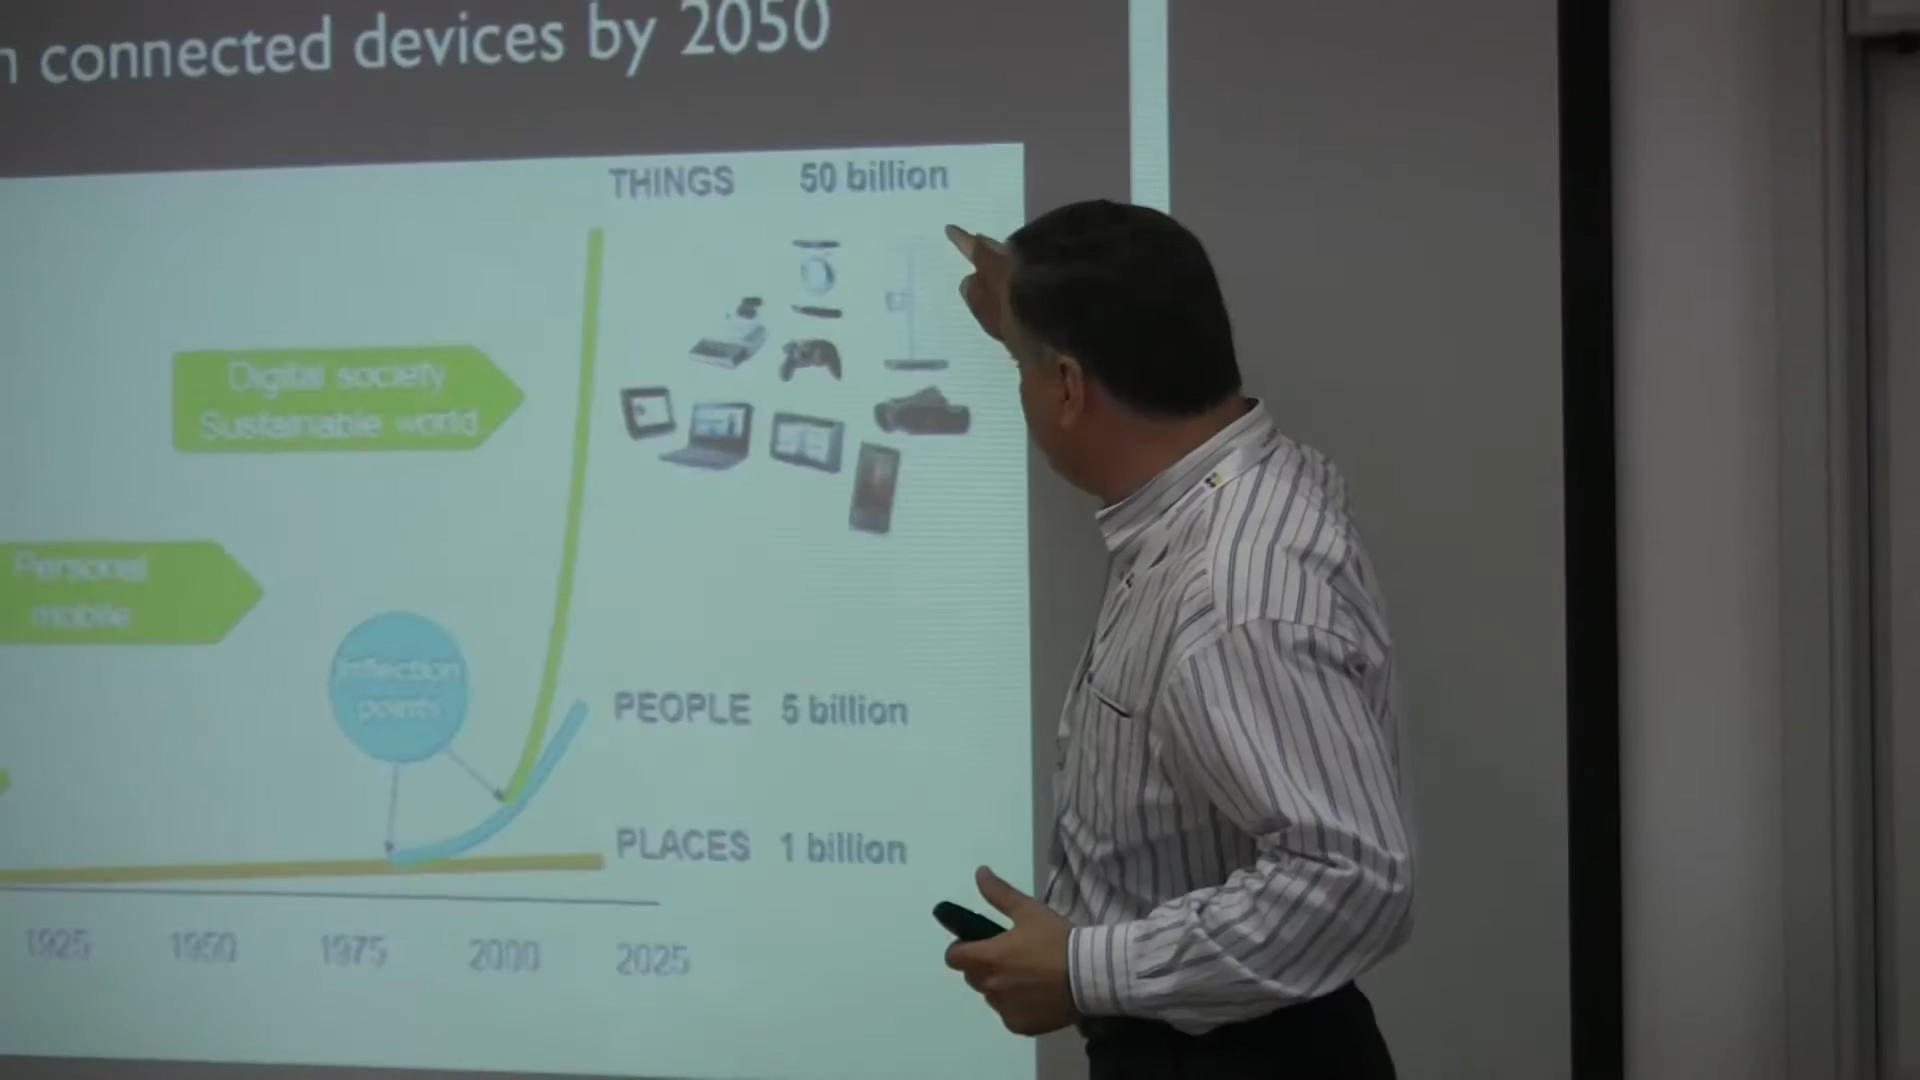 connected devices by 2050
THINGS 50 billion
Digital society
Sustainable world
Personal
mobile
Inflection
points
PEOPLE 5 billion
PLACES 1 billion
1925 1950 1975 2000 2025